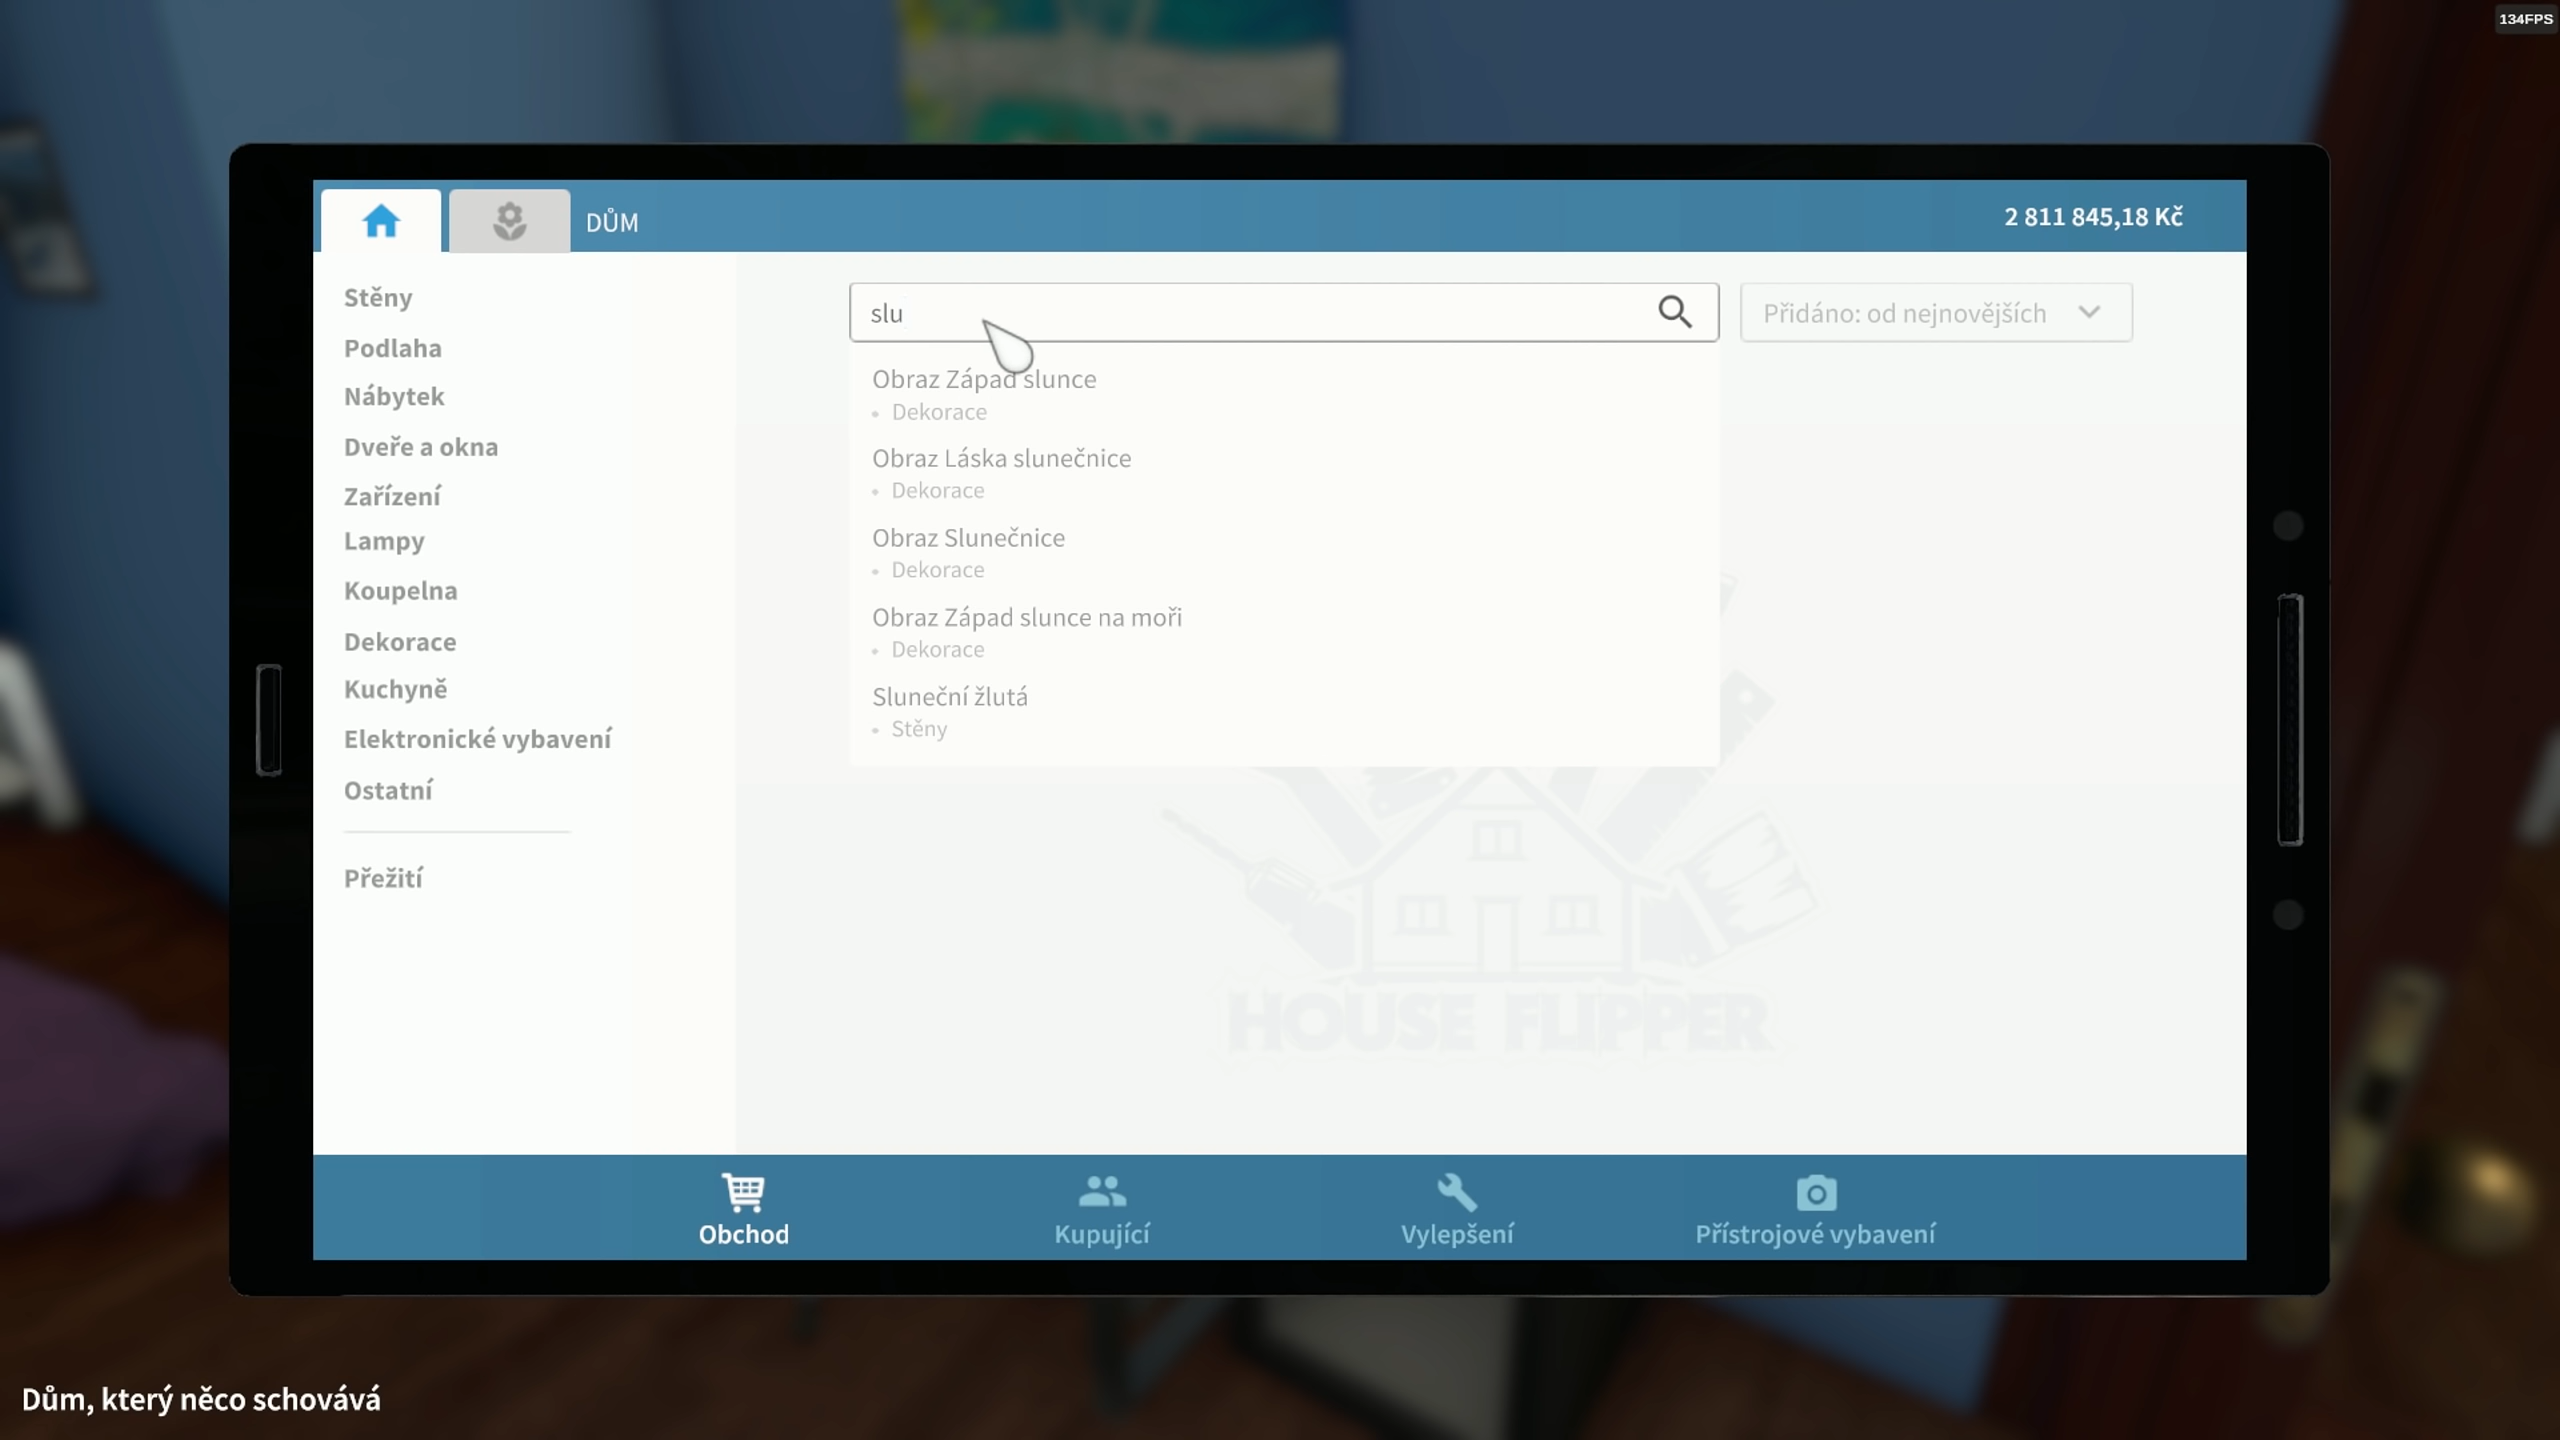 134FPS
DŮM
2 811 845,18 Kč
Stěny
Podlaha
Nábytek
Dveře a okna
Zařízení
Lampy
Koupelna
Dekorace
Kuchyně
Elektronické vybavení
Ostatní
Přežití
slu
Přidáno: od nejnovějších
Obraz Západ slunce
• Dekorace
Obraz Láska slunečnice
• Dekorace
Obraz Slunečnice
• Dekorace
Obraz Západ slunce na moři
• Dekorace
Sluneční žlutá
• Stěny
HOUSE FLIPPER
Obchod
Kupující
Vylepšení
Přístrojové vybavení
Dům, který něco schovává